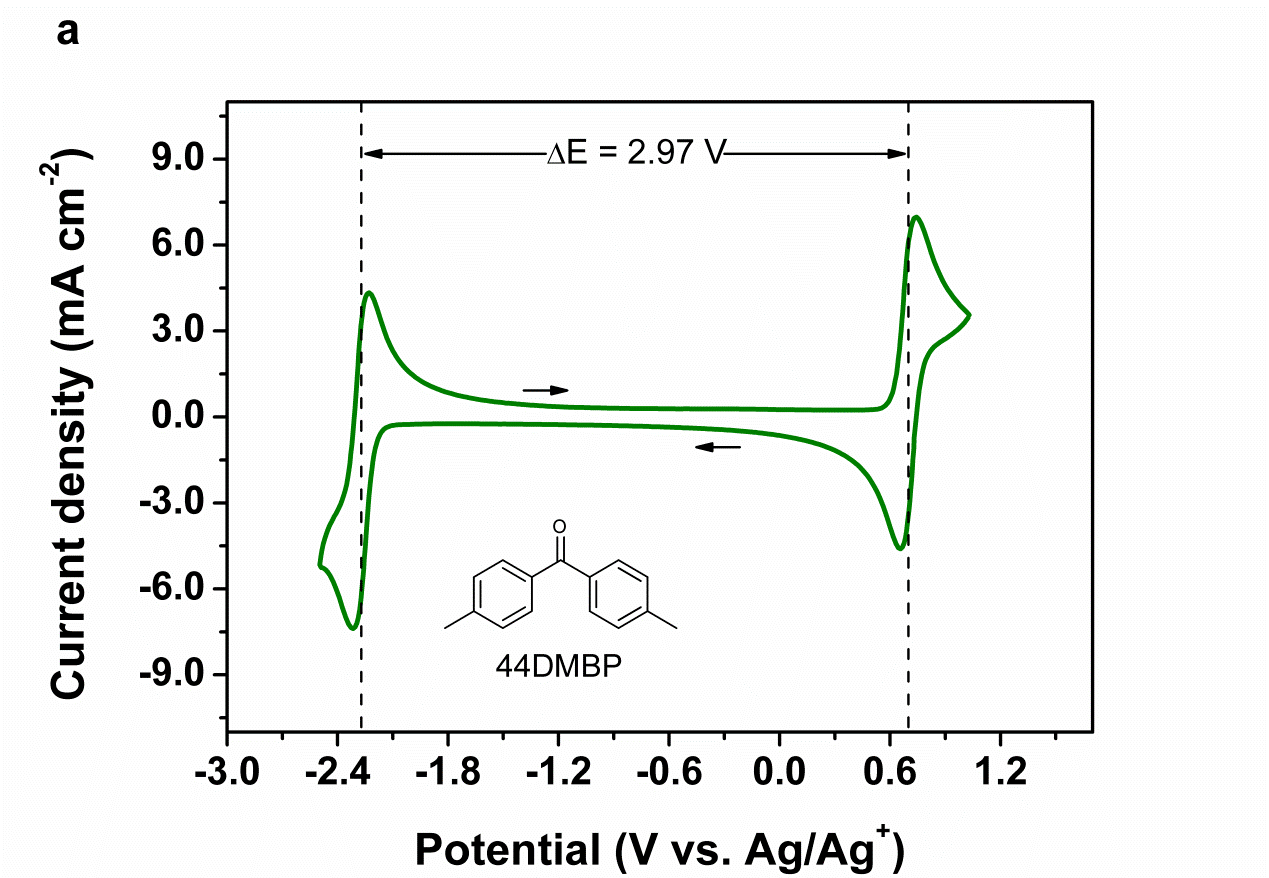 a
ΔE = 2.97 V
9.0
6.0
3.0
0.0
-3.0
-6.0
-9.0
Current density (mA cm⁻²)
O
44DMBP
-3.0 -2.4 -1.8 -1.2 -0.6 0.0 0.6 1.2
Potential (V vs. Ag/Ag⁺)